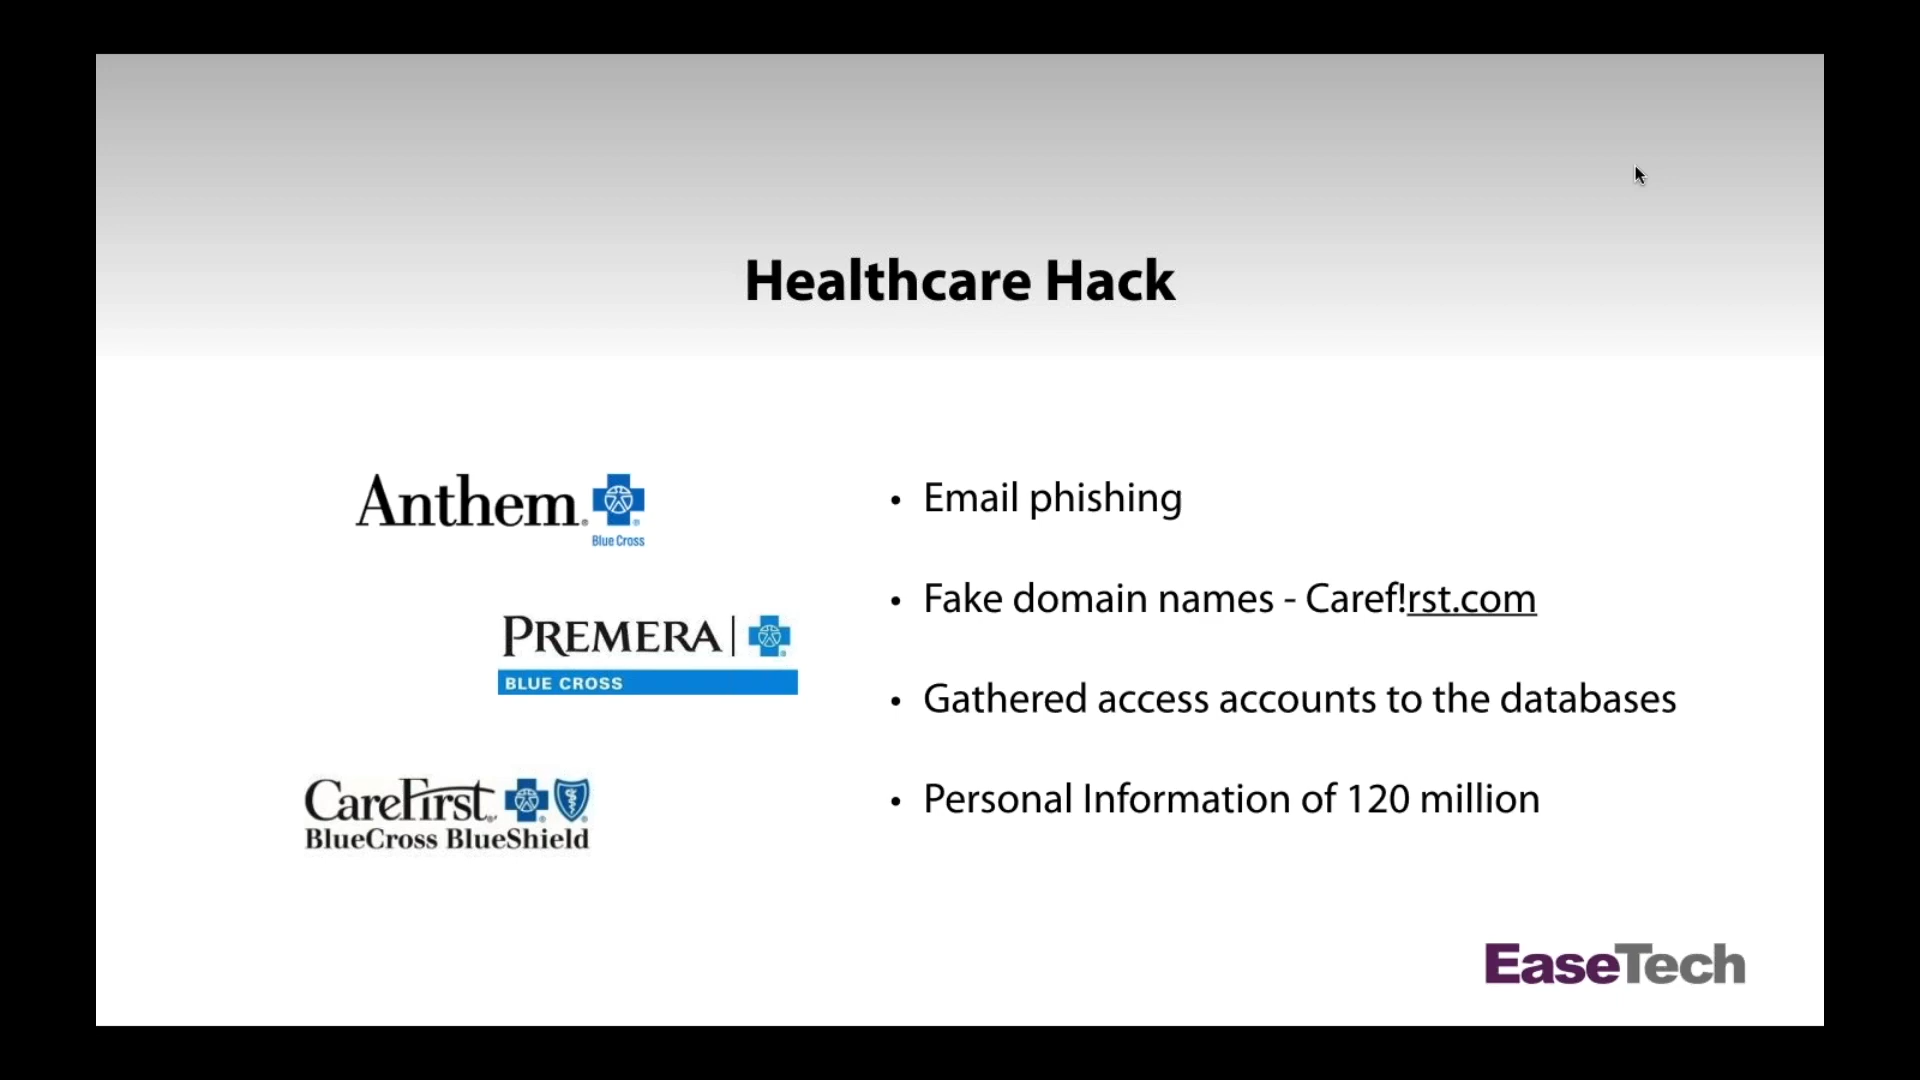 Healthcare Hack
Anthem®
Blue Cross
PREMERA
BLUE CROSS
CareFirst®
BlueCross BlueShield
• Email phishing
• Fake domain names - Caref!rst.com
• Gathered access accounts to the databases
• Personal Information of 120 million
EaseTech